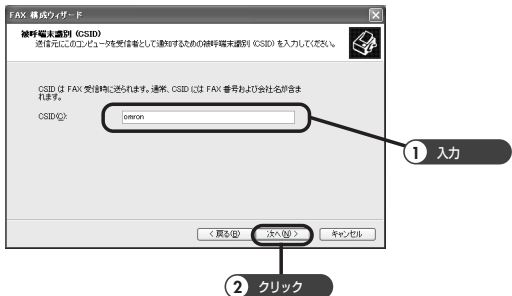 FAX 構成ウィザード
被呼端末識別 (CSID)
送信元にこのコンピュータを受信者として通知するための被呼端末識別 (CSID) を入力してください。
CSID は FAX 受信時に送られます。通常、CSID には FAX 番号および会社名が含ま
れます。
CSID(C):
omron
1 入力
< 戻る(B)
次へ(N) >
キャンセル
2 クリック